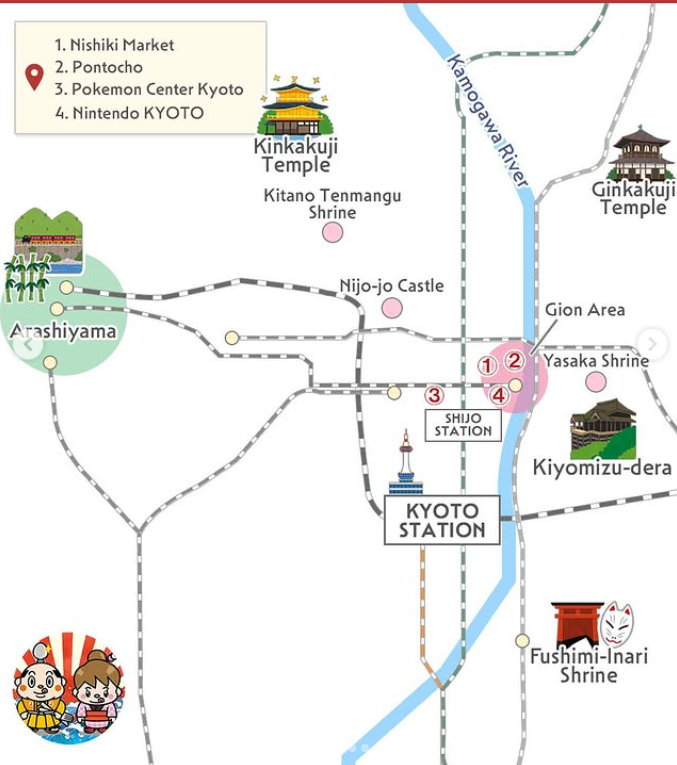 1. Nishiki Market
2. Pontocho
3. Pokemon Center Kyoto
4. Nintendo KYOTO
Kamogawa River
Kinkakuji
Temple
Ginkakuji
Temple
Kitano Tenmangu
Shrine
Nijo-jo Castle
Gion Area
Arashiyama
Yasaka Shrine
1
2
3
4
SHIJO
STATION
Kiyomizu-dera
KYOTO
STATION
Fushimi-Inari
Shrine